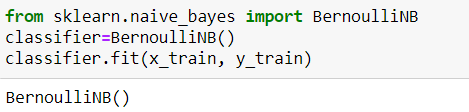 from sklearn.naive_bayes import BernoulliNB
classifier=BernoulliNB()
classifier.fit(x_train, y_train)
BernoulliNB()